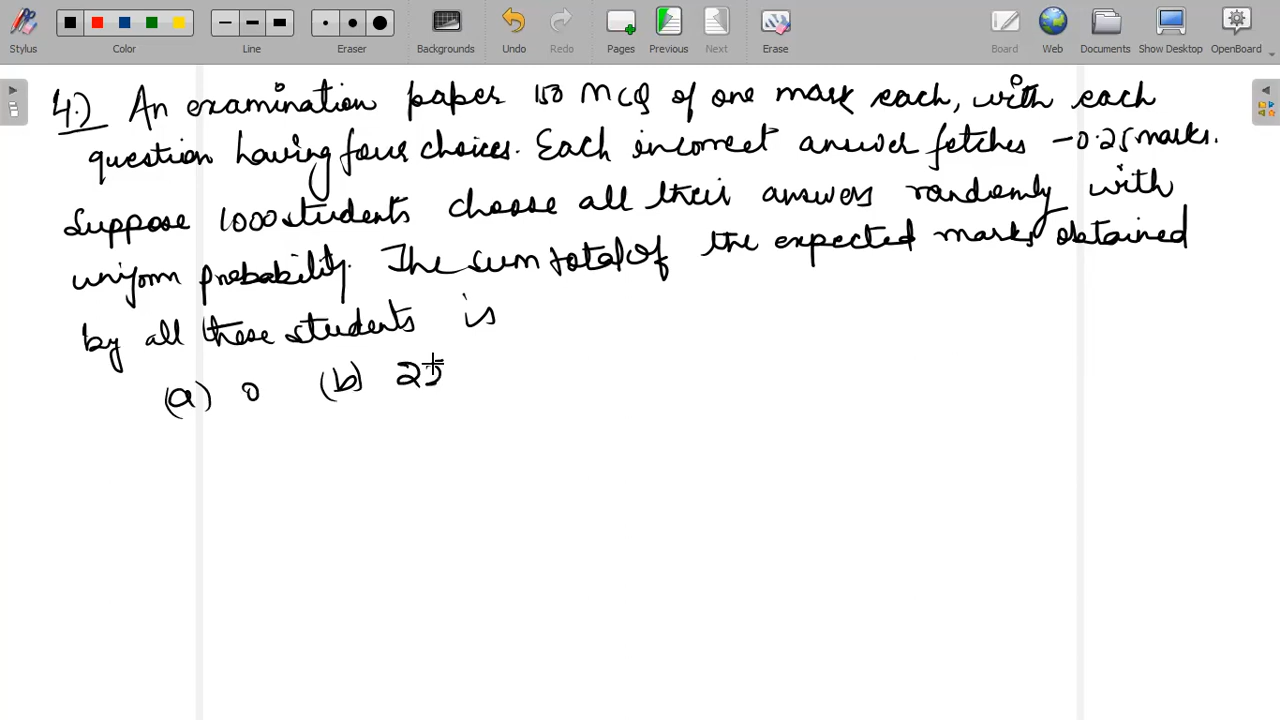 Stylus Color Line Eraser Backgrounds Undo Redo Pages Previous Next Erase Board Web Documents Show Desktop OpenBoard
4.) An examination paper 150 MCQ of one mark each, with each
question having four choices. Each incorrect answer fetches -0.25 marks.
Suppose 1000 students choose all their answers randomly with
uniform probability. The sum total of the expected marks obtained
by all these students is
(a) 0 (b) 25